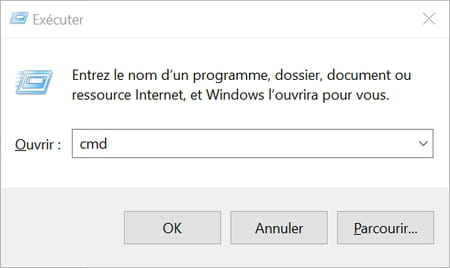 Exécuter
Entrez le nom d’un programme, dossier, document ou
ressource Internet, et Windows l’ouvrira pour vous.
Ouvrir : cmd
OK Annuler Parcourir...